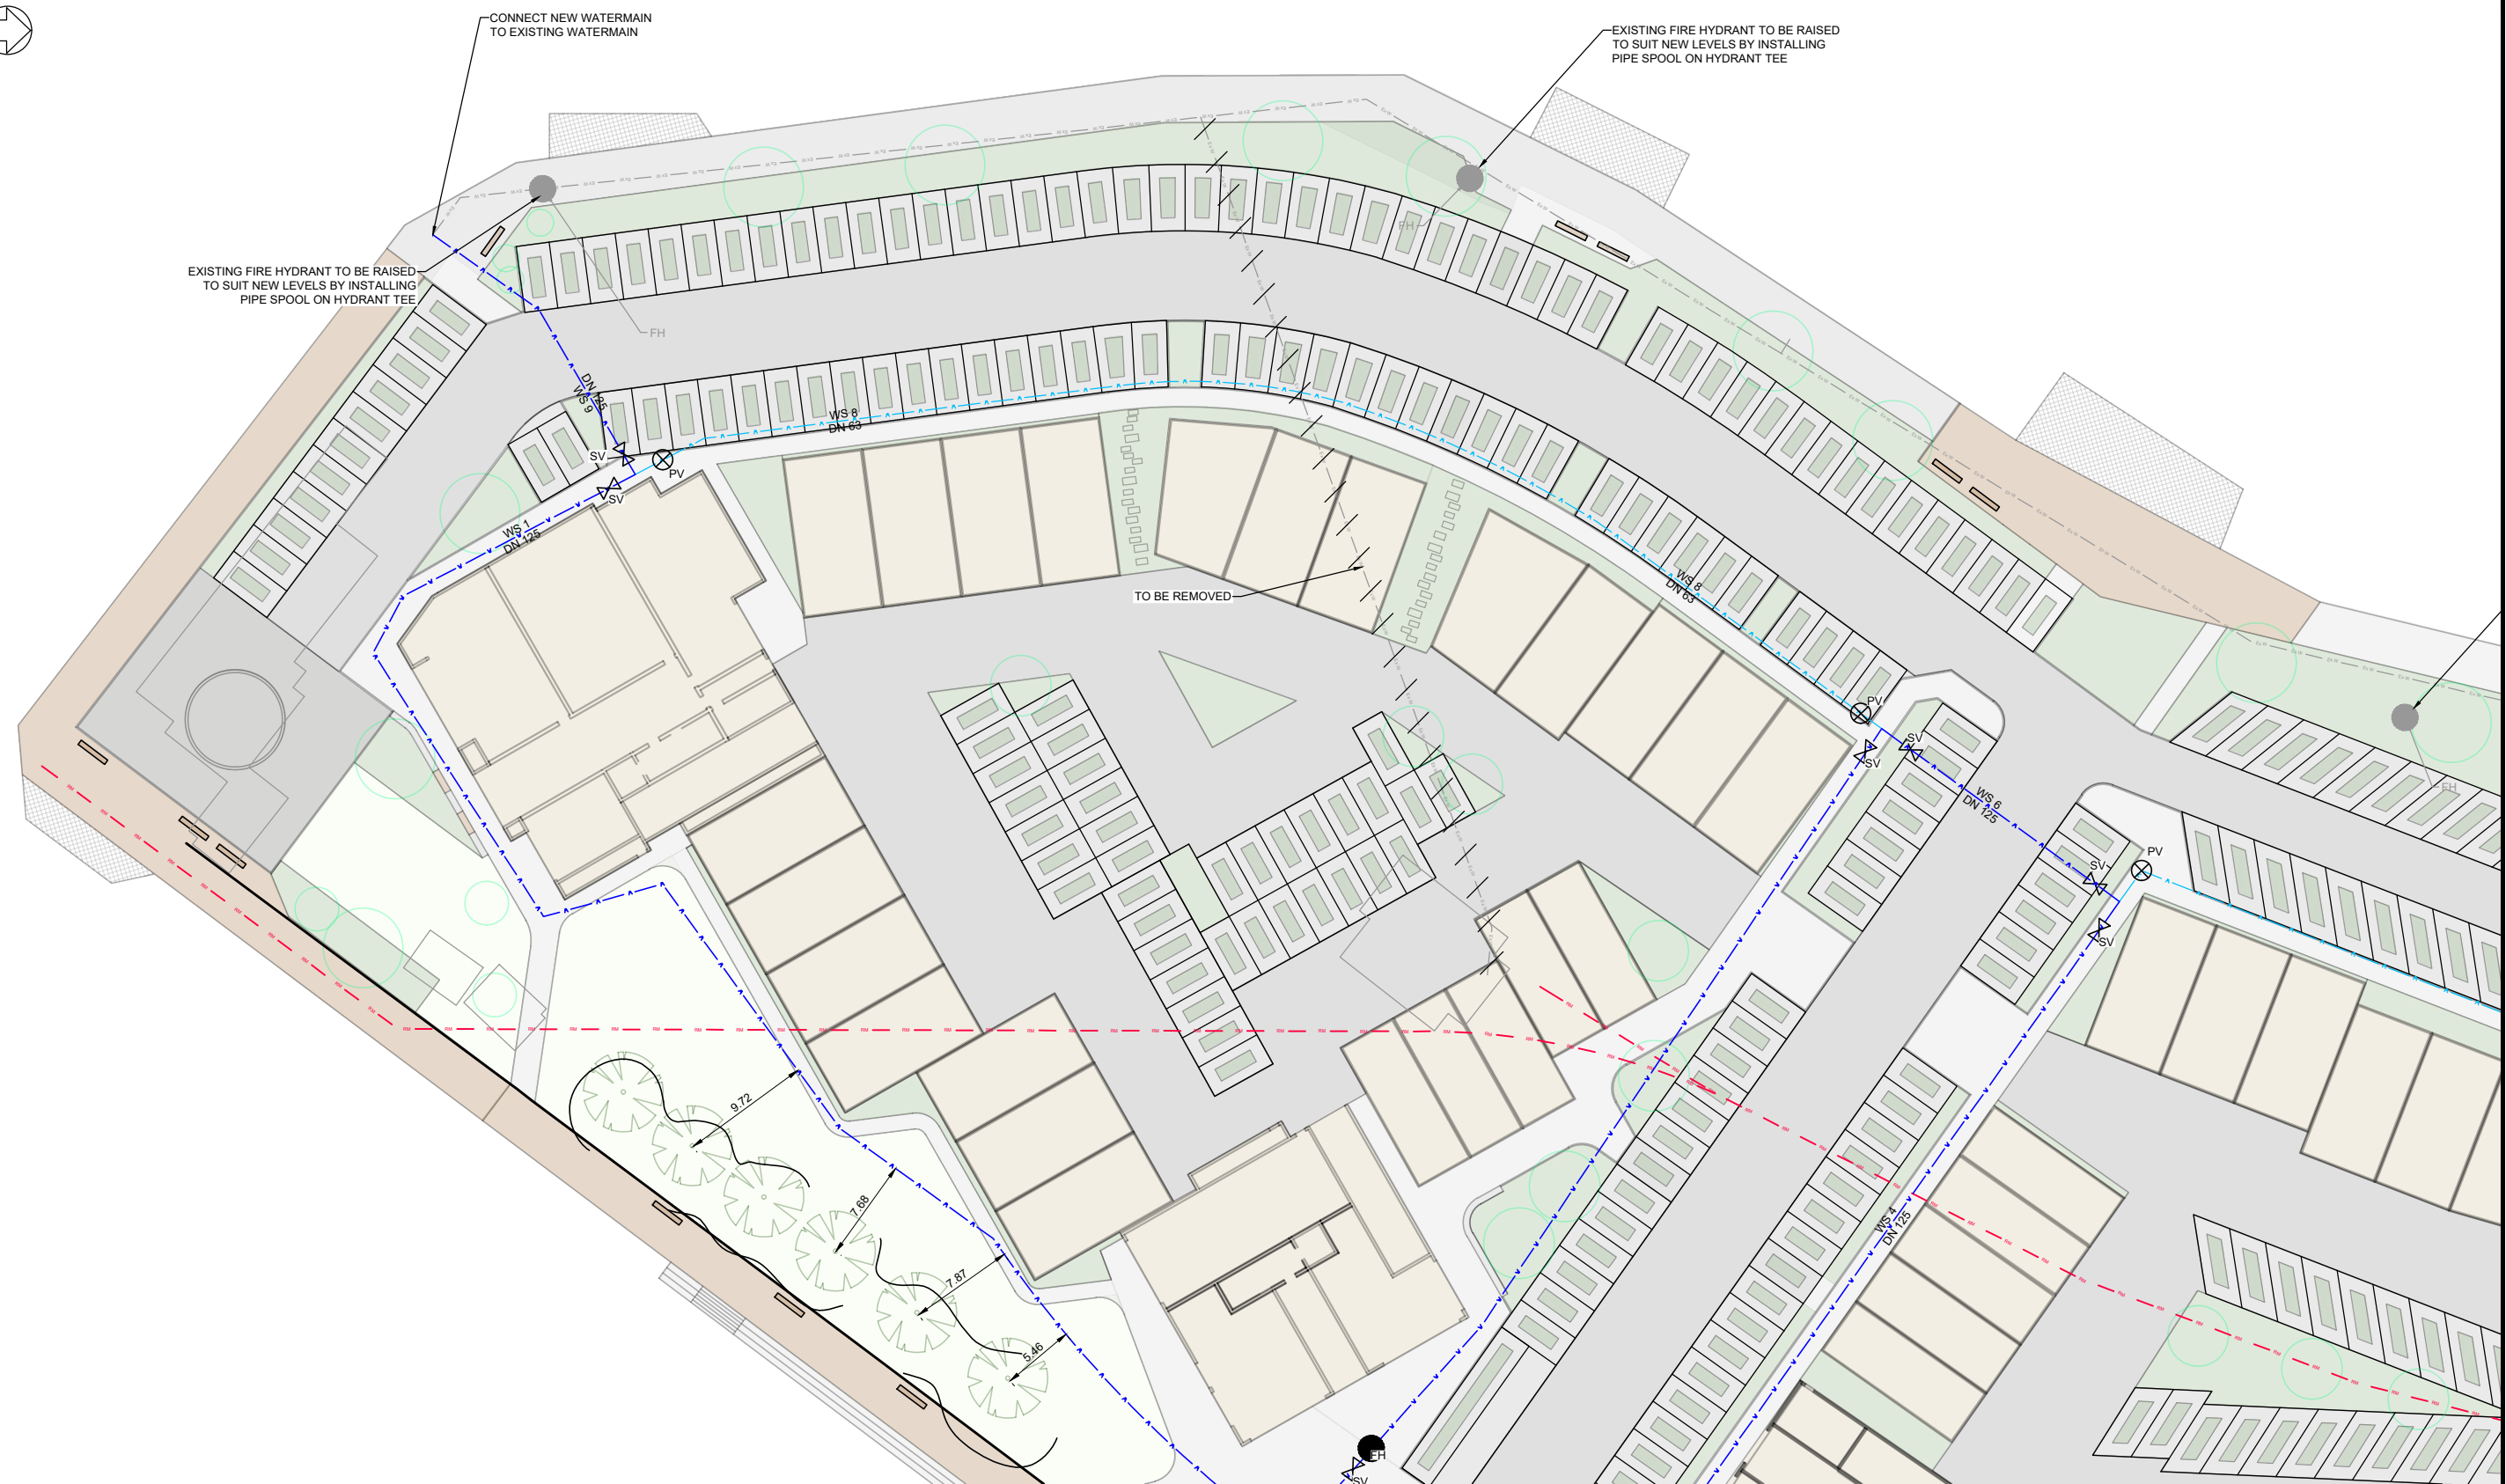 CONNECT NEW WATERMAIN
TO EXISTING WATERMAIN
EXISTING FIRE HYDRANT TO BE RAISED
TO SUIT NEW LEVELS BY INSTALLING
PIPE SPOOL ON HYDRANT TEE
FH
EXISTING FIRE HYDRANT TO BE RAISED
TO SUIT NEW LEVELS BY INSTALLING
PIPE SPOOL ON HYDRANT TEE
FH
DN 125
WS 9
WS 8
DN 63
SV
PV
SV
WS 1
DN 125
TO BE REMOVED
WS 8
DN 63
PV
SV
SV
WS 6
DN 125
FH
PV
SV
SV
9.72
7.68
7.87
5.46
WS 4
DN 125
FH
SV